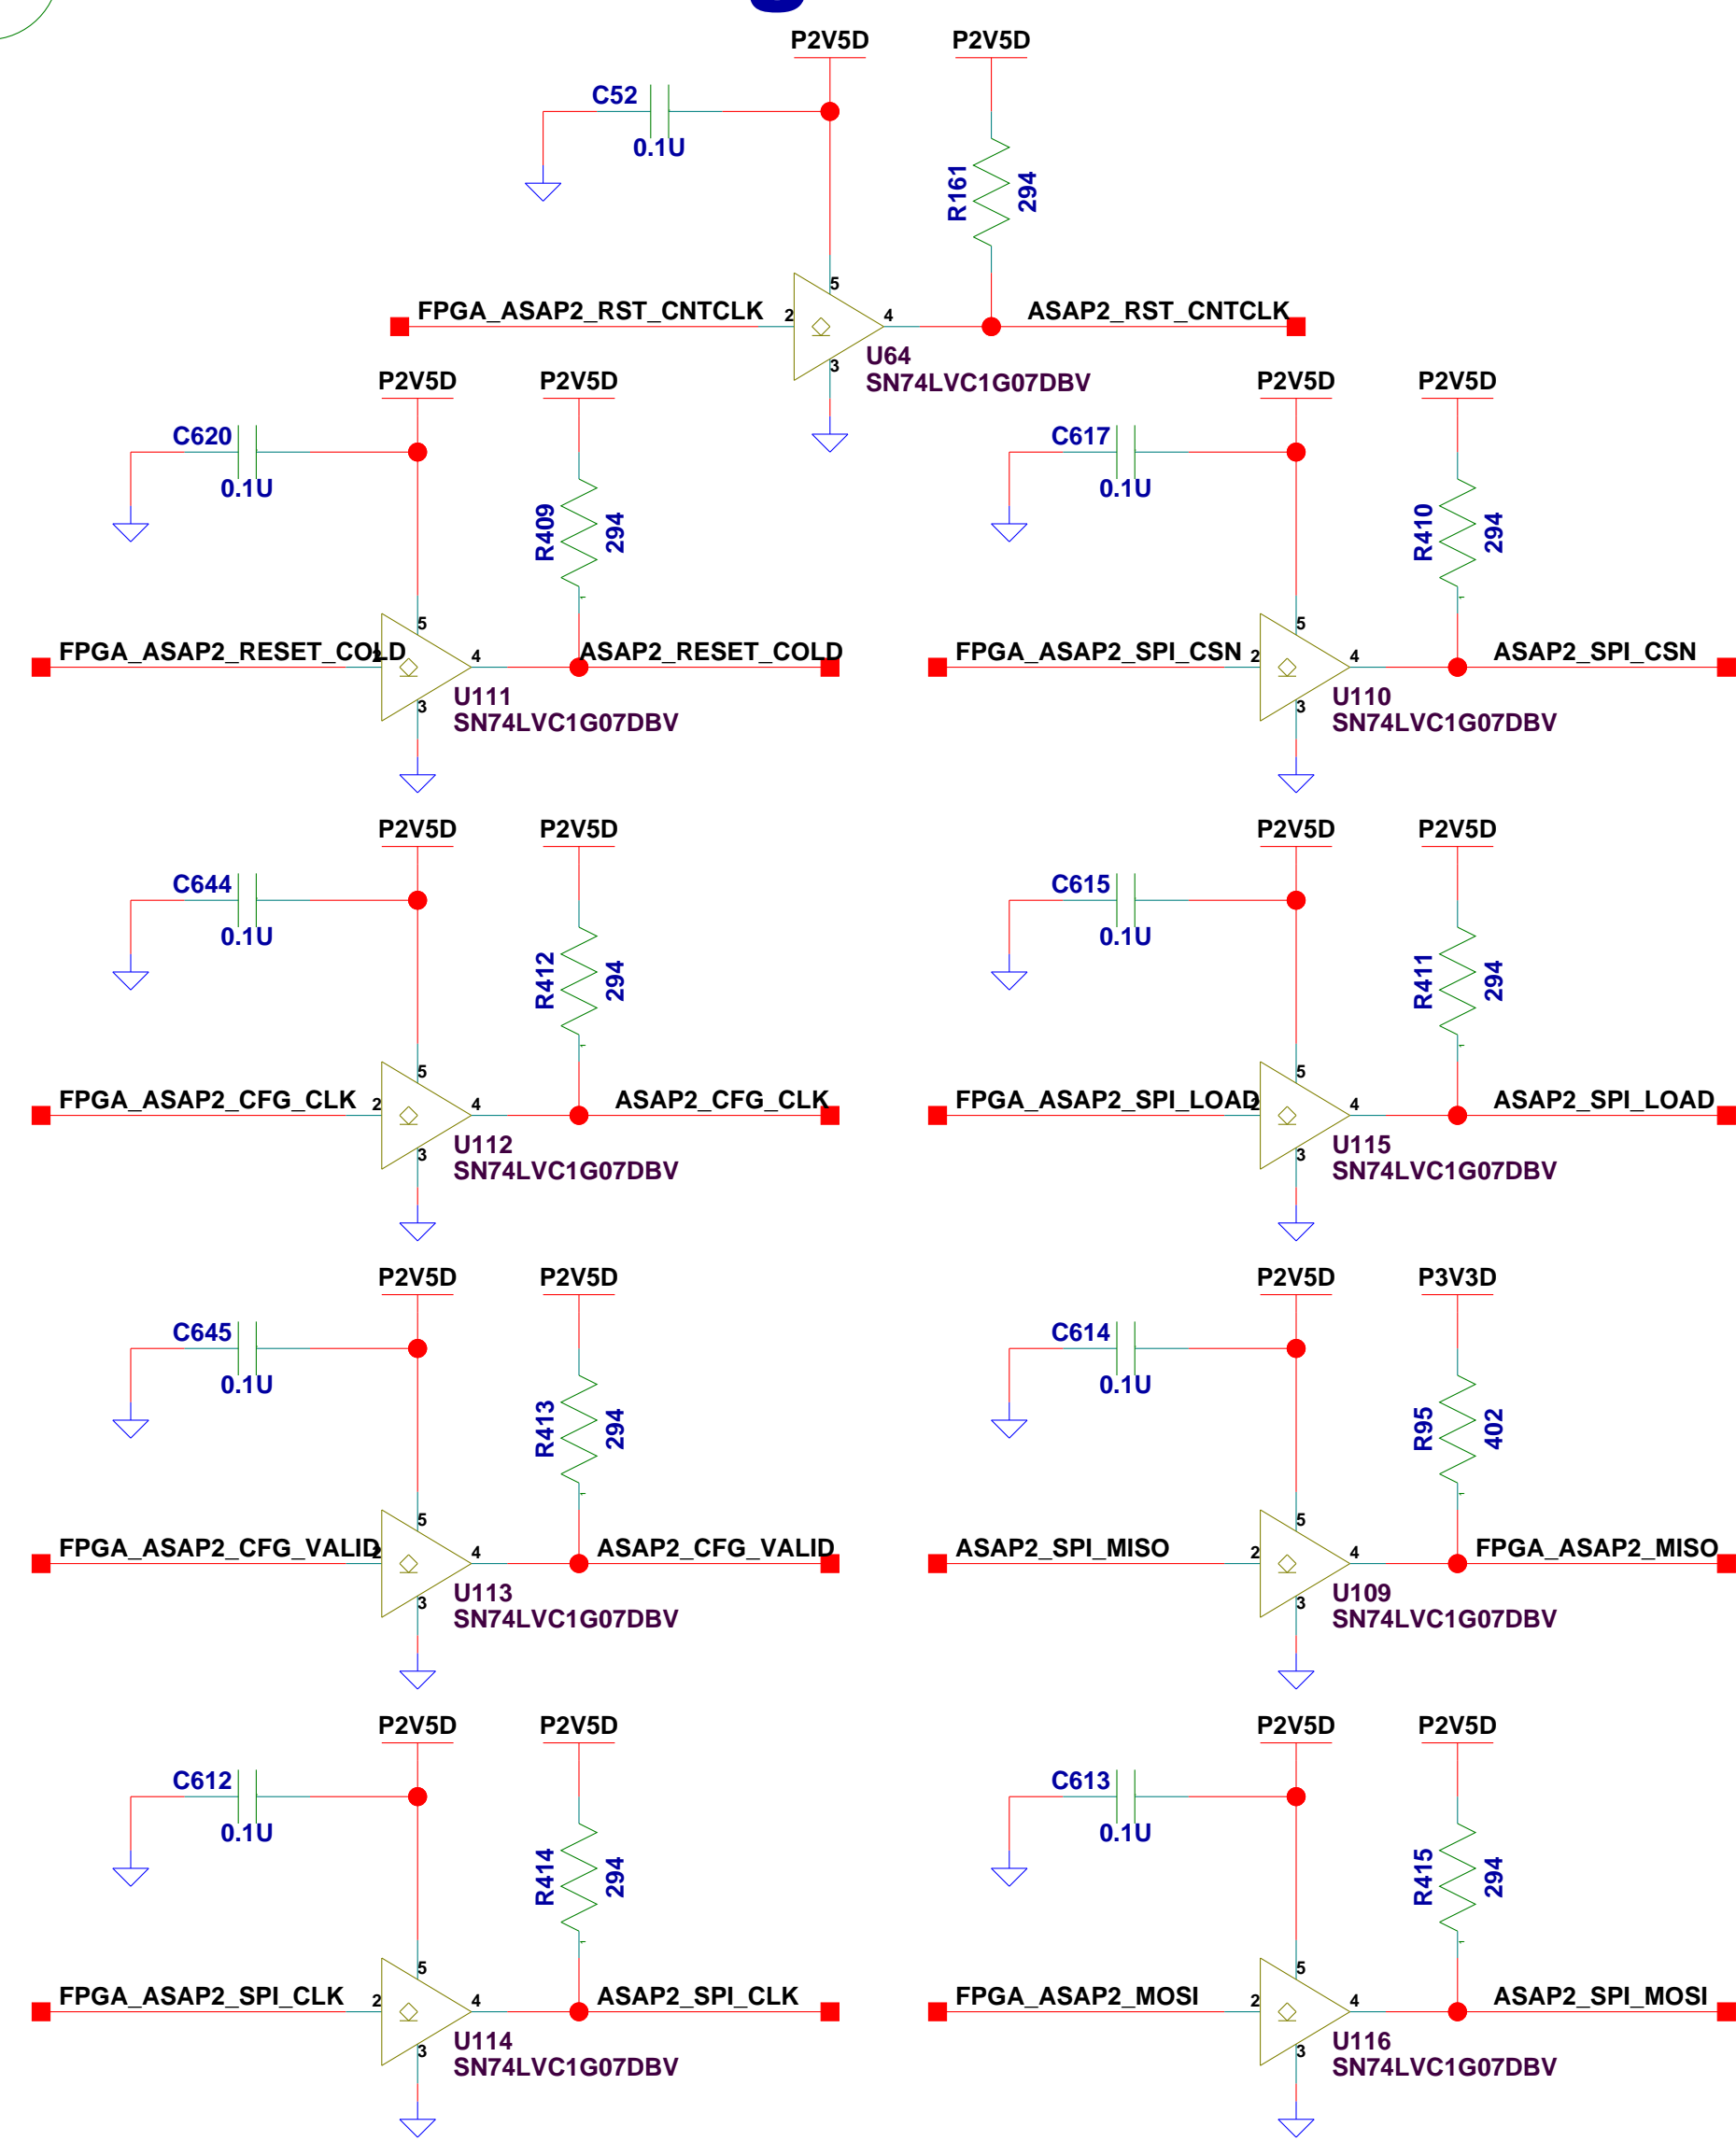 P2V5D P2V5D
C52
0.1U
R161
294
5
FPGA_ASAP2_RST_CNTCLK 2 4 ASAP2_RST_CNTCLK
3
U64
SN74LVC1G07DBV
P2V5D P2V5D
C620
0.1U
R409
294
5
FPGA_ASAP2_RESET_COLD 2 4 ASAP2_RESET_COLD
3
U111
SN74LVC1G07DBV
P2V5D P2V5D
C617
0.1U
R410
294
5
FPGA_ASAP2_SPI_CSN 2 4 ASAP2_SPI_CSN
3
U110
SN74LVC1G07DBV
P2V5D P2V5D
C644
0.1U
R412
294
5
FPGA_ASAP2_CFG_CLK 2 4 ASAP2_CFG_CLK
3
U112
SN74LVC1G07DBV
P2V5D P2V5D
C615
0.1U
R411
294
5
FPGA_ASAP2_SPI_LOAD 2 4 ASAP2_SPI_LOAD
3
U115
SN74LVC1G07DBV
P2V5D P2V5D
C645
0.1U
R413
294
5
FPGA_ASAP2_CFG_VALID 2 4 ASAP2_CFG_VALID
3
U113
SN74LVC1G07DBV
P2V5D P3V3D
C614
0.1U
R95
402
5
ASAP2_SPI_MISO 2 4 FPGA_ASAP2_MISO
3
U109
SN74LVC1G07DBV
P2V5D P2V5D
C612
0.1U
R414
294
5
FPGA_ASAP2_SPI_CLK 2 4 ASAP2_SPI_CLK
3
U114
SN74LVC1G07DBV
P2V5D P2V5D
C613
0.1U
R415
294
5
FPGA_ASAP2_MOSI 2 4 ASAP2_SPI_MOSI
3
U116
SN74LVC1G07DBV